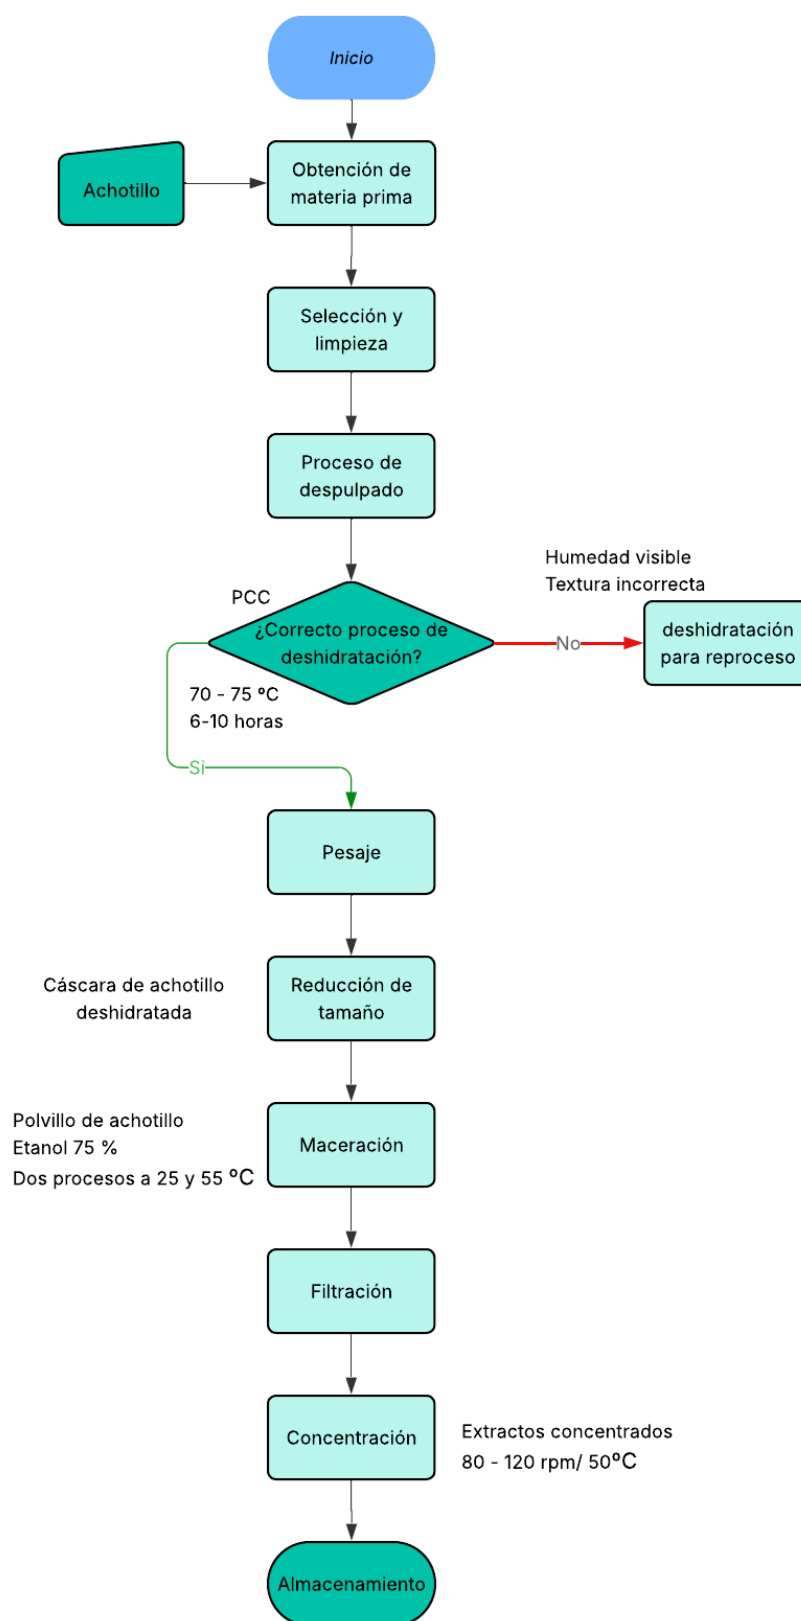 Inicio
Achotillo
Obtención de
materia prima
Selección y
limpieza
Proceso de
despulpado
Humedad visible
Textura incorrecta
PCC
¿Correcto proceso de
deshidratación?
No
deshidratación
para reproceso
70 - 75 ºC
6-10 horas
Si
Pesaje
Cáscara de achotillo
deshidratada
Reducción de
tamaño
Polvillo de achotillo
Etanol 75 %
Dos procesos a 25 y 55 ºC
Maceración
Filtración
Concentración
Extractos concentrados
80 - 120 rpm/ 50ºC
Almacenamiento